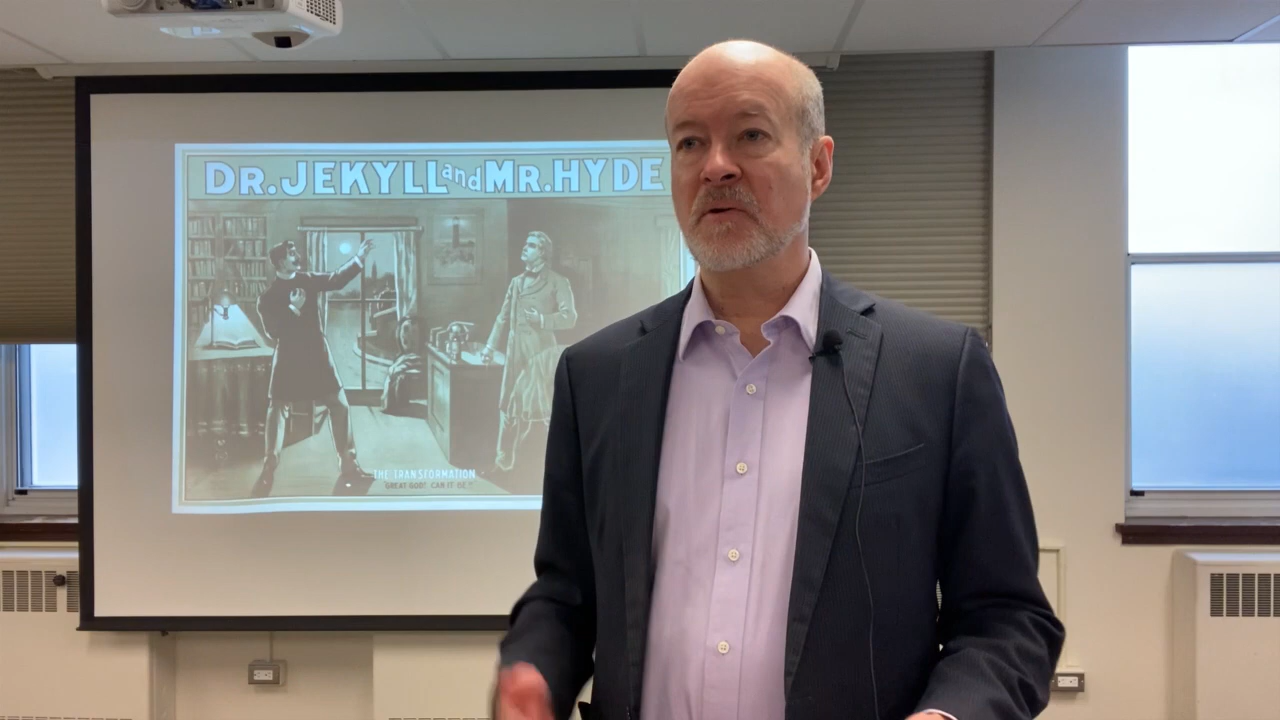 DR. JEKYLL and MR. HYDE
THE TRANSFORMATION
"GREAT GOD! CAN IT BE."